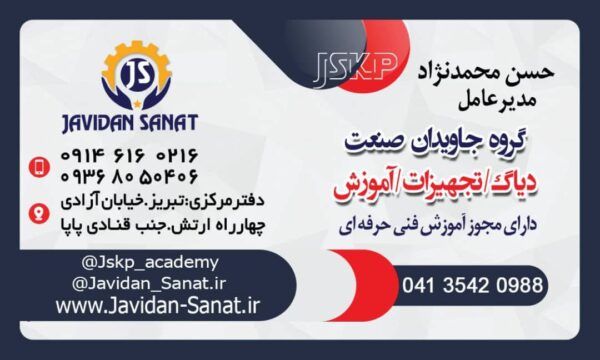 JSKP
حسن محمدنژاد
مدیرعامل
گروه جاویدان صنعت
دیاگ/تجهیزات/آموزش
دارای مجوز آموزش فنی حرفه ای
041 3542 0988
JS
JAVIDAN SANAT
۰۹۱۴ ۶۱۶ ۰۲۱۶
۰۹۳۶ ۸۰ ۵۰۴۰۶
دفترمرکزی:تبریز.خیابان آزادی
چهارراه ارتش.جنب قنادی پاپا
@Jskp_academy
@Javidan_Sanat.ir
www.Javidan-Sanat.ir